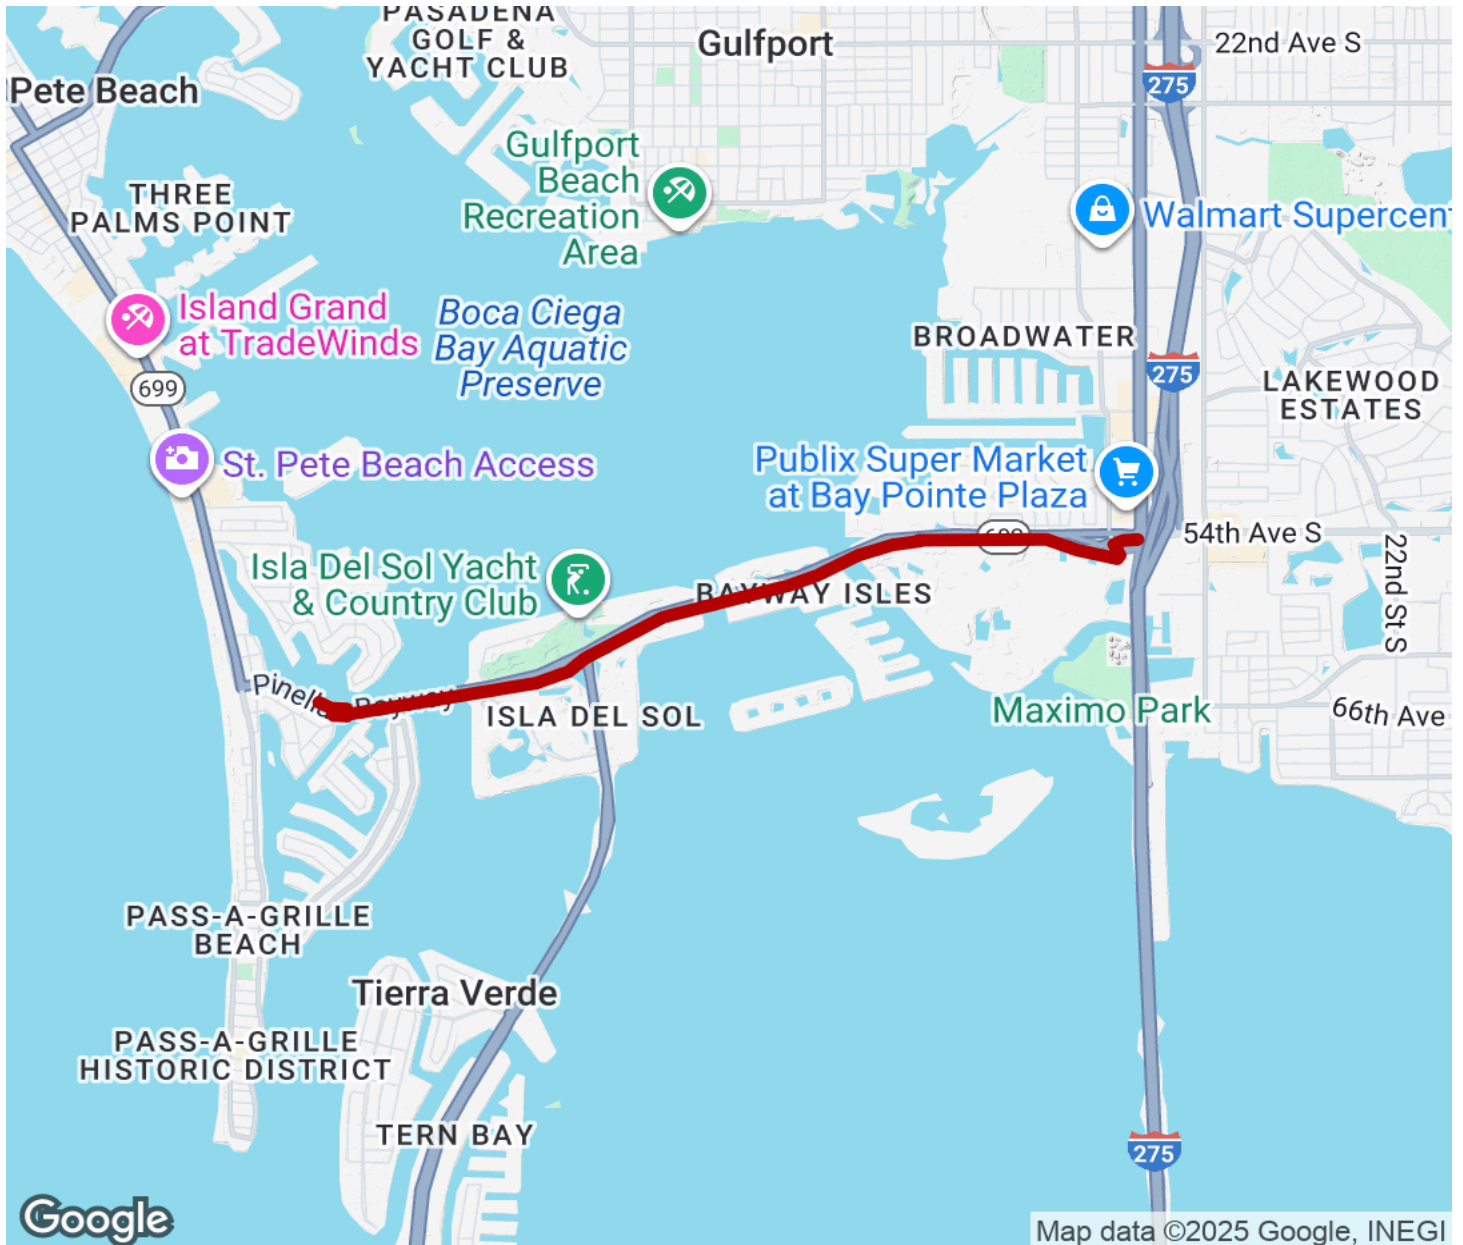 PASADENA
GOLF &
YACHT CLUB
Gulfport
22nd Ave S
275
Pete Beach
Gulfport
Beach
Recreation
Area
THREE
PALMS POINT
Walmart Supercent
Island Grand
at TradeWinds
Boca Ciega
Bay Aquatic
Preserve
BROADWATER
275
699
LAKEWOOD
ESTATES
St. Pete Beach Access
Publix Super Market
at Bay Pointe Plaza
54th Ave S
22nd St S
Isla Del Sol Yacht
& Country Club
BAYWAY ISLES
Bayway
ISLA DEL SOL
Maximo Park
66th Ave
PASS-A-GRILLE
BEACH
Tierra Verde
PASS-A-GRILLE
HISTORIC DISTRICT
TERN BAY
275
Google
Map data ©2025 Google, INEGI